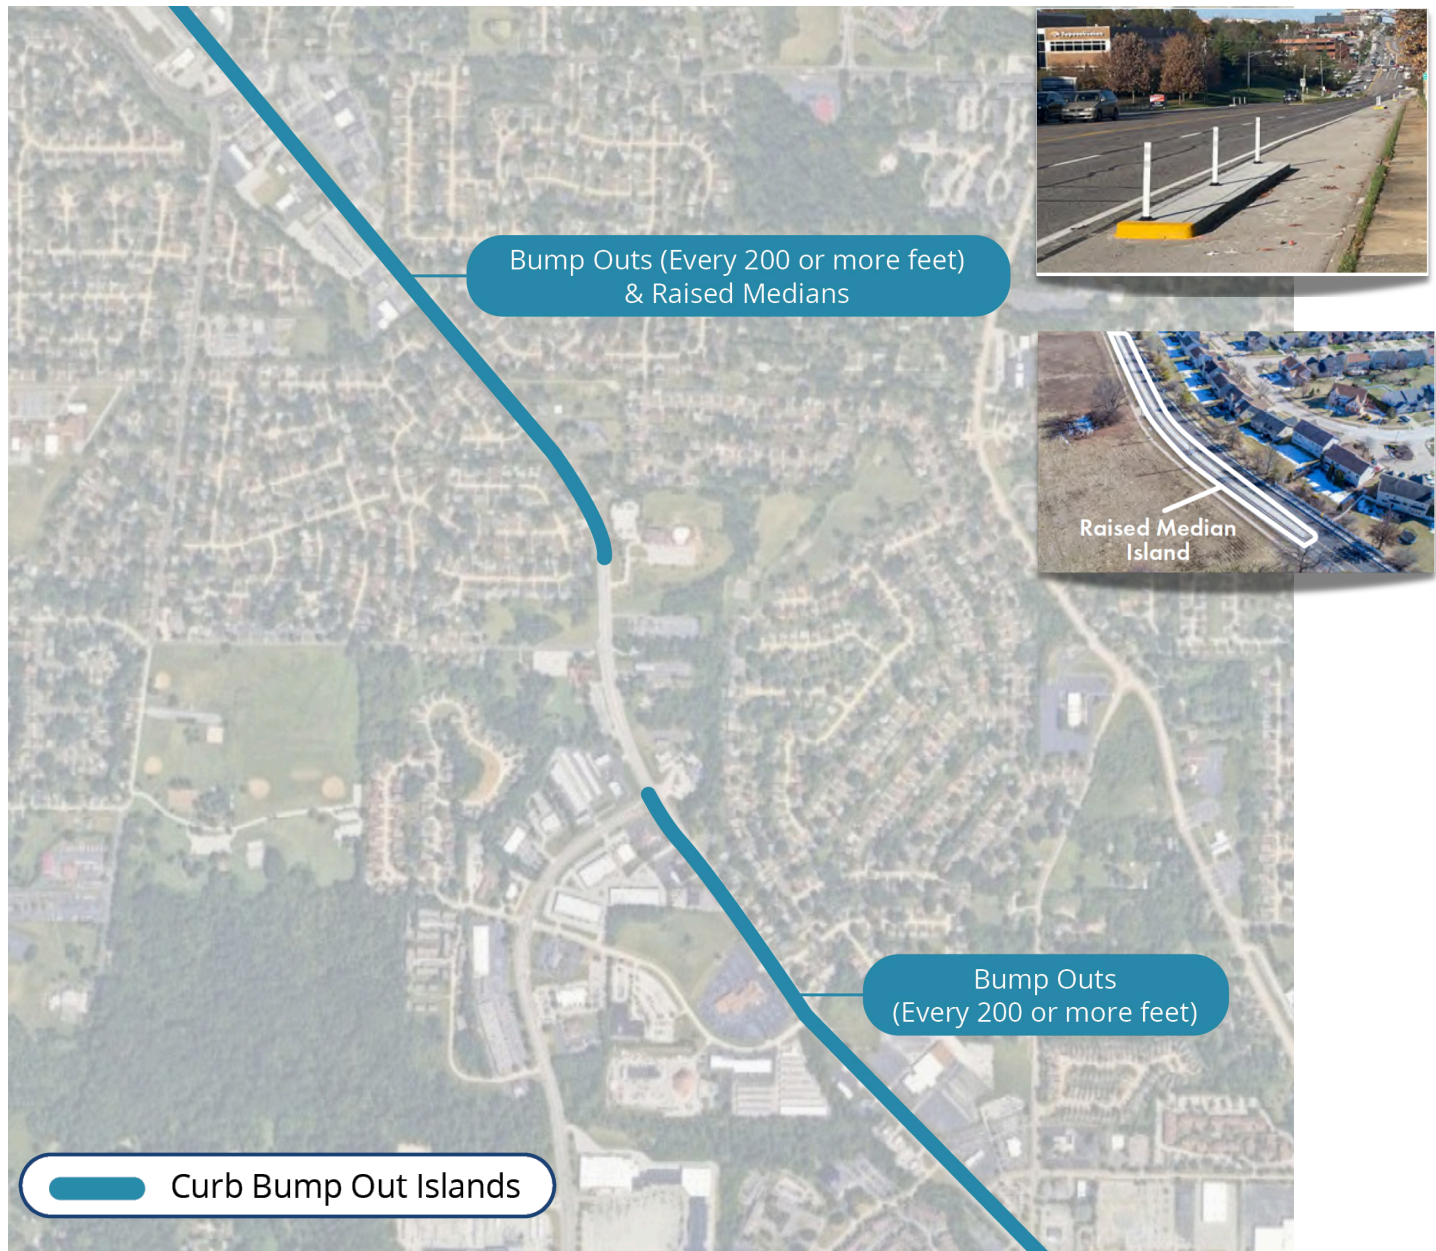 Bump Outs (Every 200 or more feet)
& Raised Medians
Raised Median
Island
Bump Outs
(Every 200 or more feet)
Curb Bump Out Islands